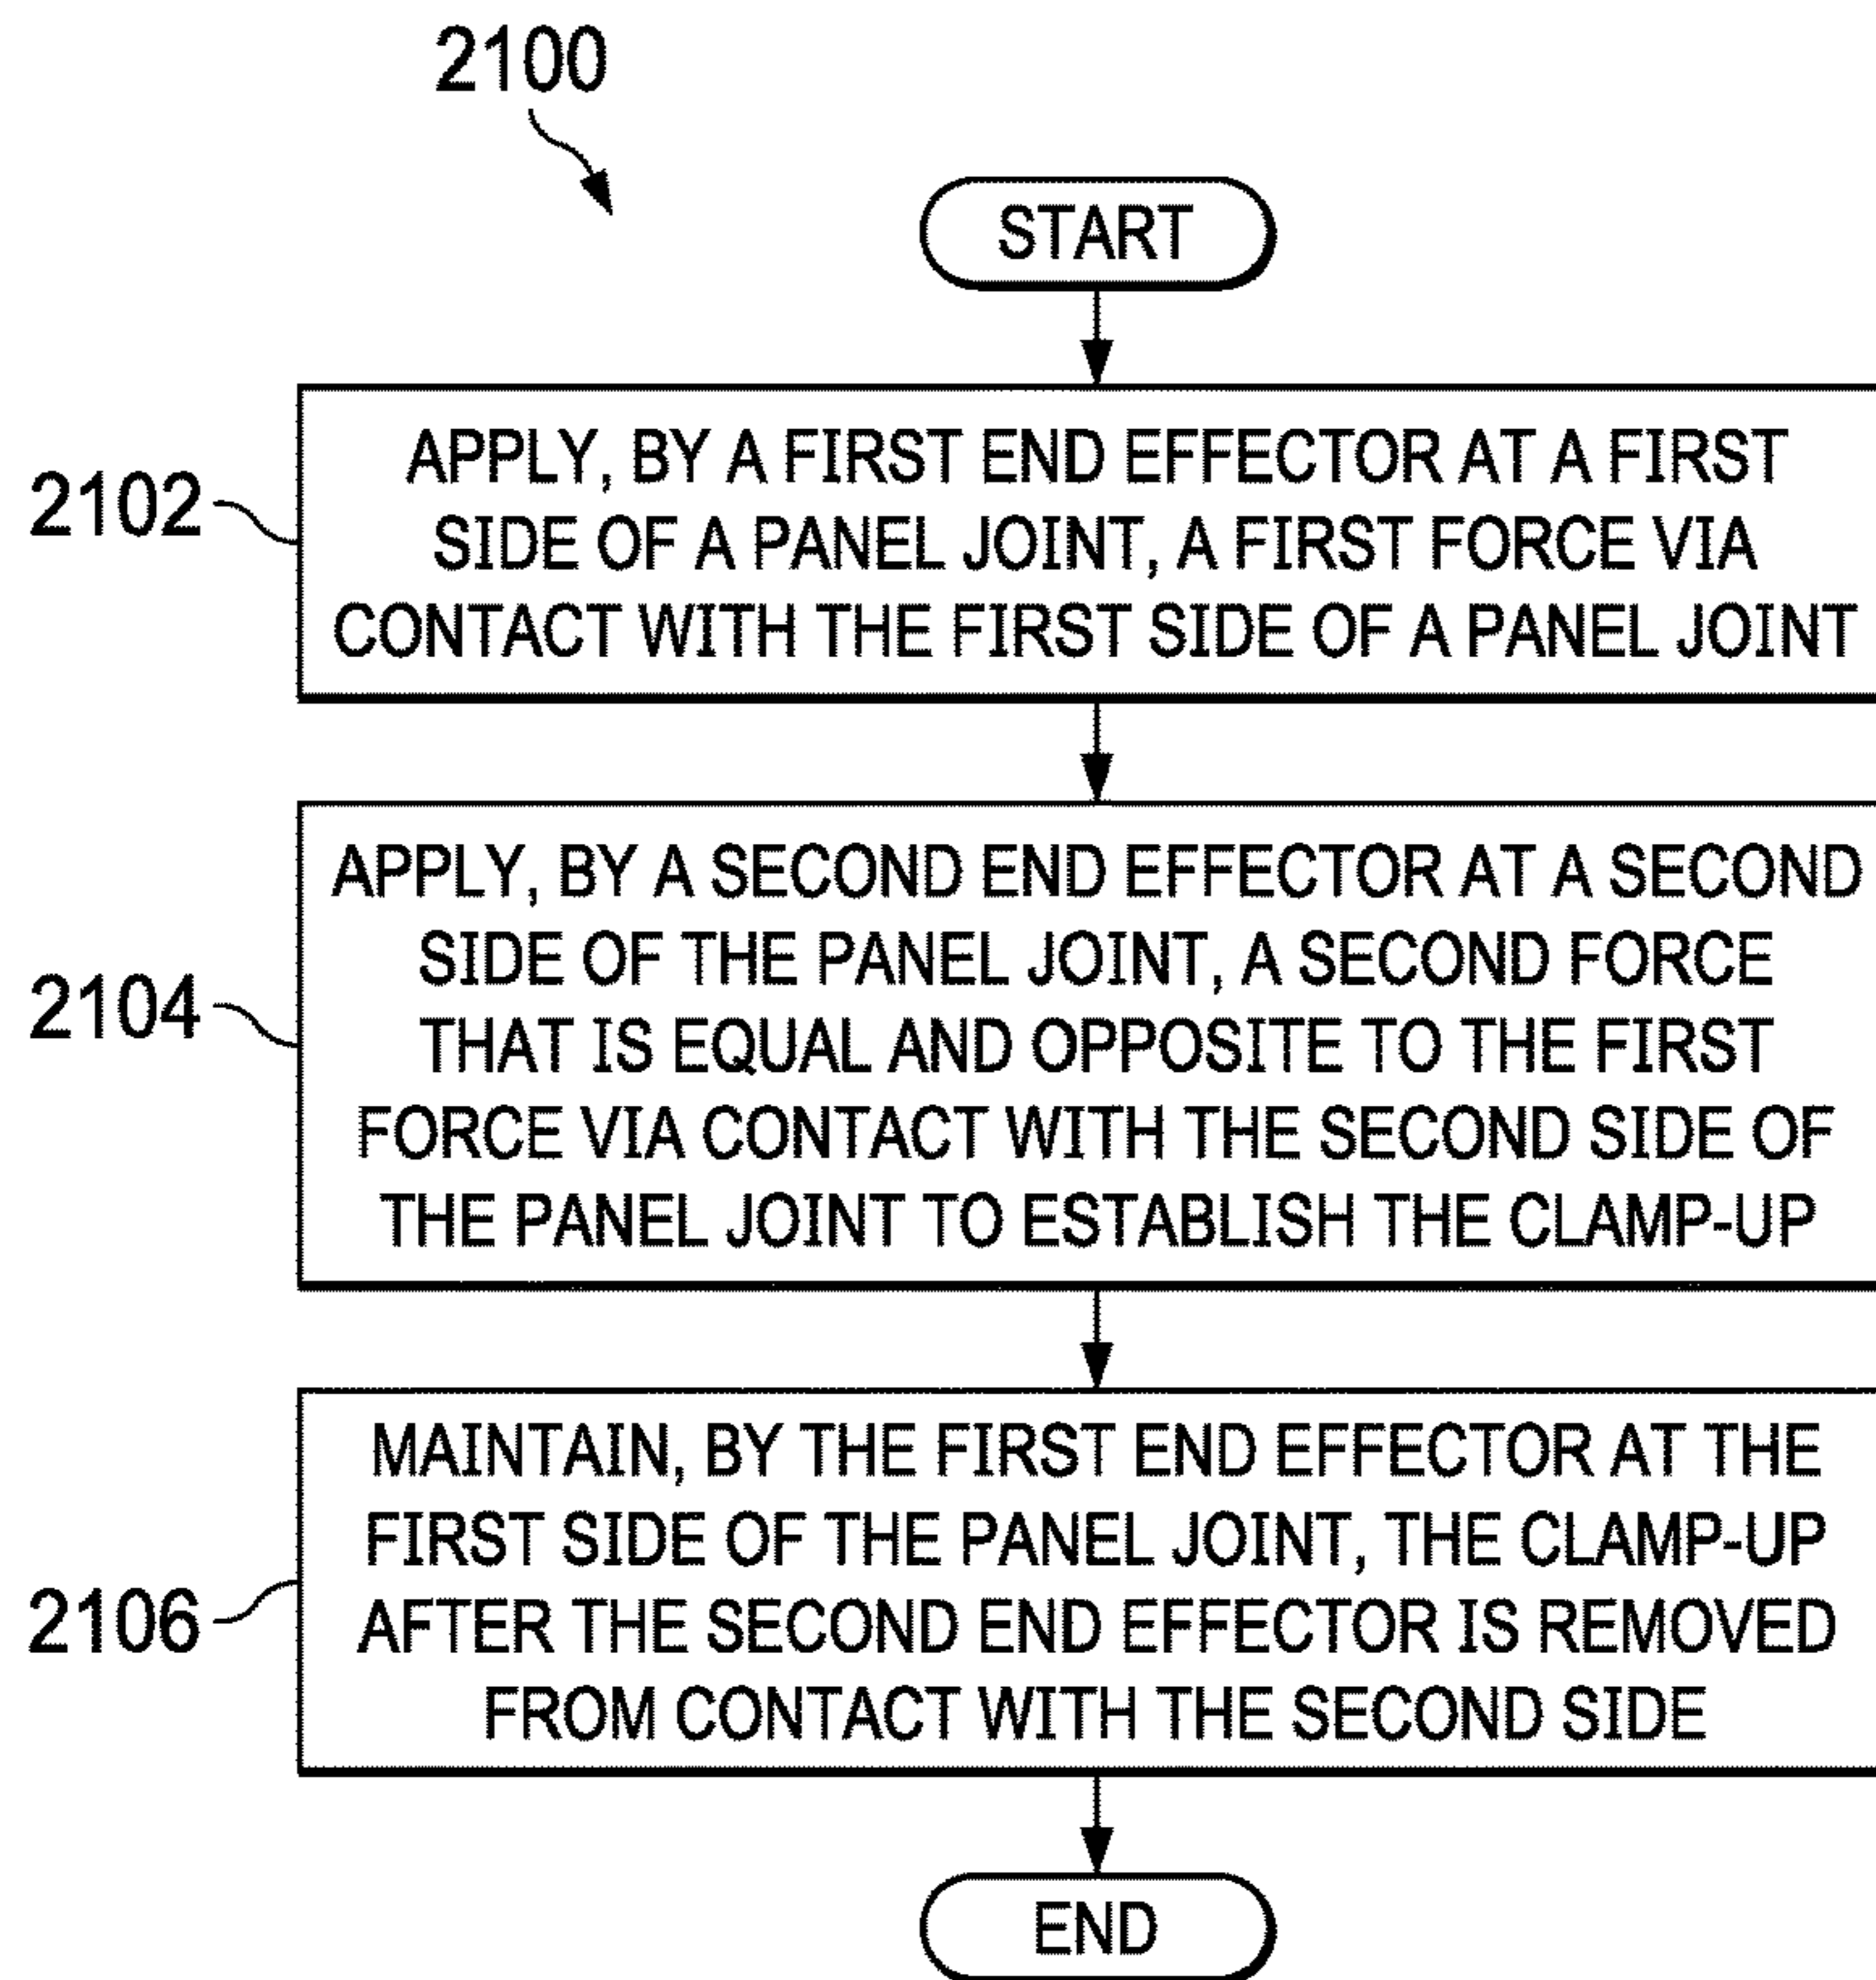 2100
START
2102
APPLY, BY A FIRST END EFFECTOR AT A FIRST
SIDE OF A PANEL JOINT, A FIRST FORCE VIA
CONTACT WITH THE FIRST SIDE OF A PANEL JOINT
2104
APPLY, BY A SECOND END EFFECTOR AT A SECOND
SIDE OF THE PANEL JOINT, A SECOND FORCE
THAT IS EQUAL AND OPPOSITE TO THE FIRST
FORCE VIA CONTACT WITH THE SECOND SIDE OF
THE PANEL JOINT TO ESTABLISH THE CLAMP-UP
2106
MAINTAIN, BY THE FIRST END EFFECTOR AT THE
FIRST SIDE OF THE PANEL JOINT, THE CLAMP-UP
AFTER THE SECOND END EFFECTOR IS REMOVED
FROM CONTACT WITH THE SECOND SIDE
END